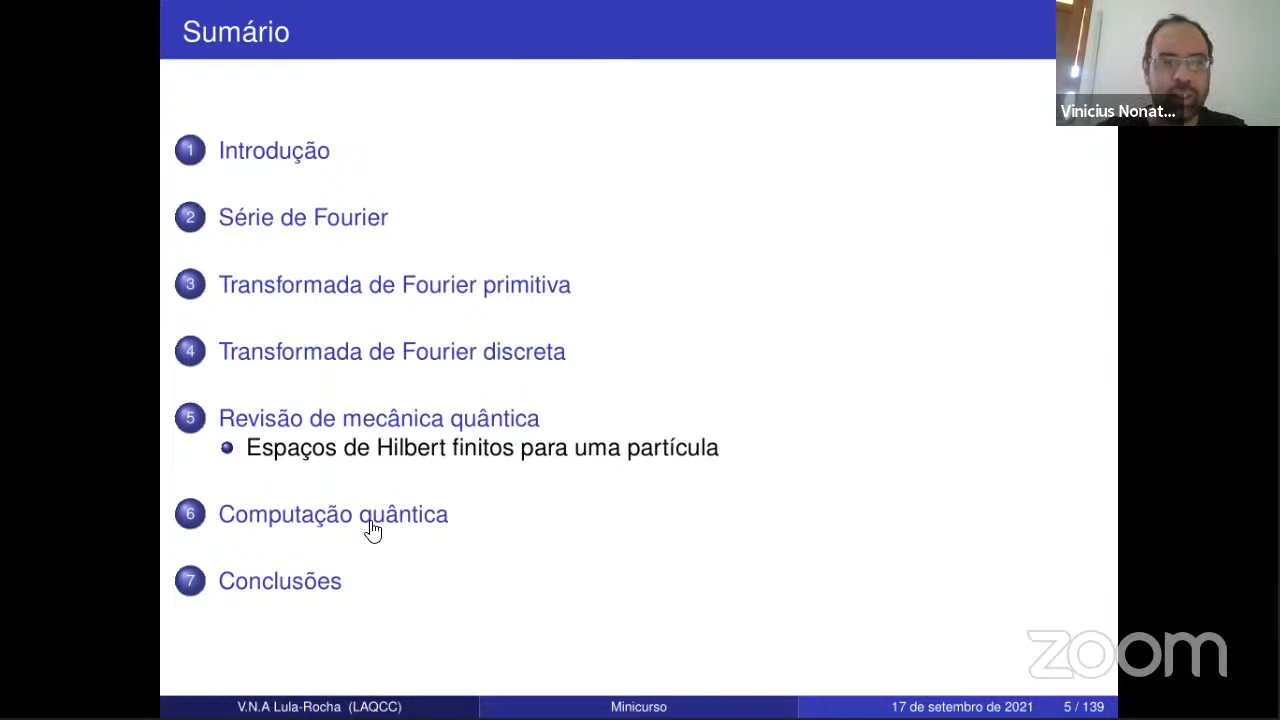 Sumário
Vinicius Nonat...
1 Introdução
2 Série de Fourier
3 Transformada de Fourier primitiva
4 Transformada de Fourier discreta
5 Revisão de mecânica quântica
Espaços de Hilbert finitos para uma partícula
6 Computação quântica
7 Conclusões
zoom
V.N.A Lula-Rocha (LAQCC) Minicurso 17 de setembro de 2021 5 / 139